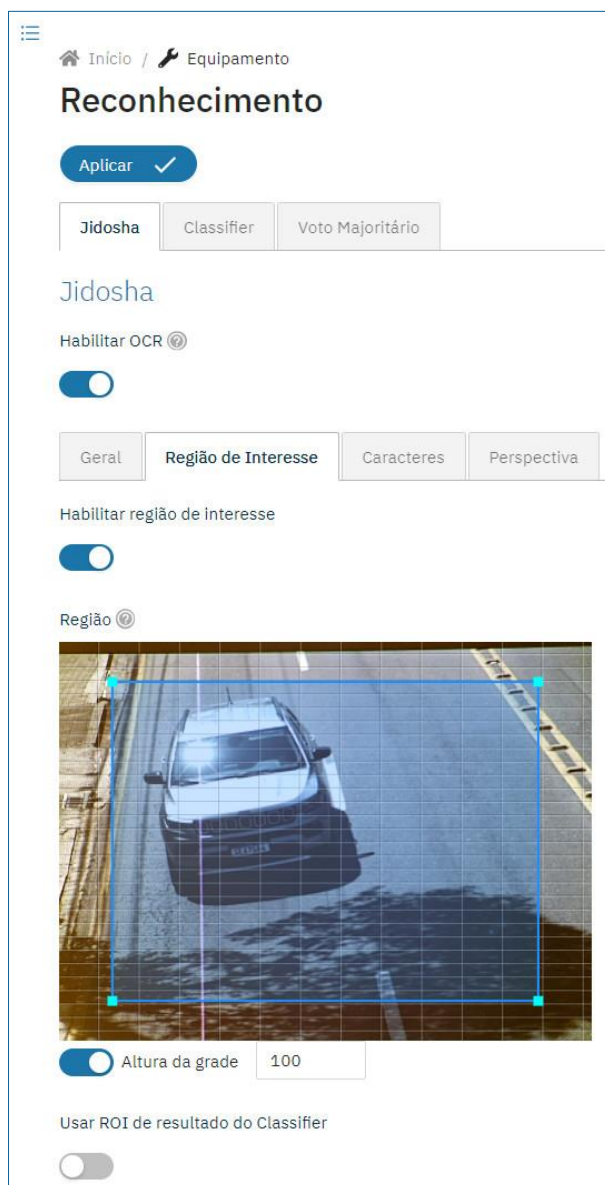 Início / Equipamento
Reconhecimento
Aplicar
Jidosha Classifier Voto Majoritário
Jidosha
Habilitar OCR
Geral Região de Interesse Caracteres Perspectiva
Habilitar região de interesse
Região
Altura da grade 100
Usar ROI de resultado do Classifier